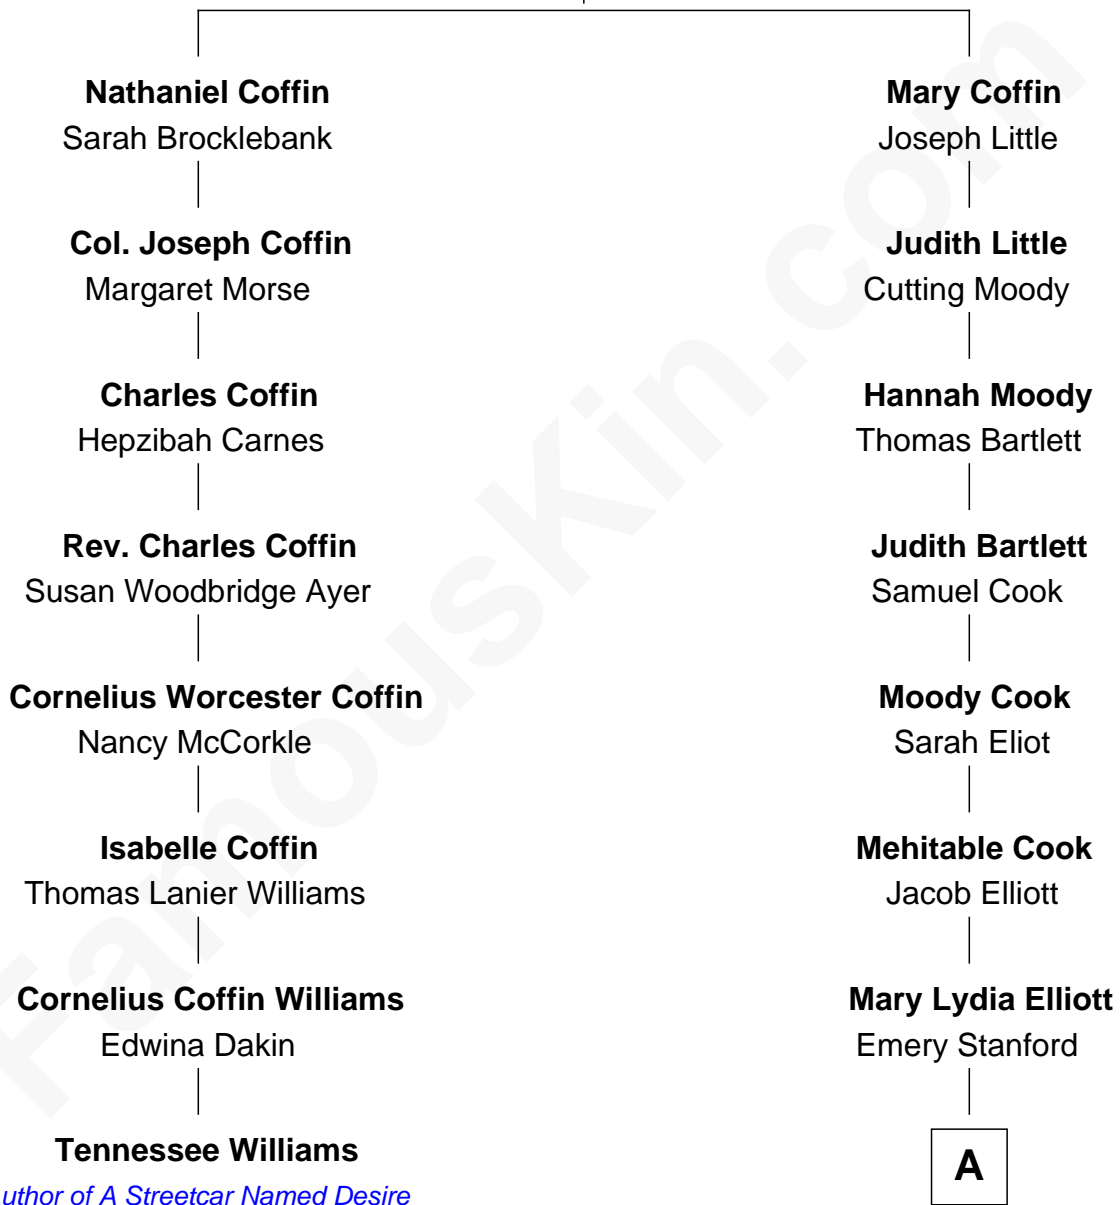 Nathaniel Coffin
Sarah Brocklebank
Col. Joseph Coffin
Margaret Morse
Charles Coffin
Hepzibah Carnes
Rev. Charles Coffin
Susan Woodbridge Ayer
Cornelius Worcester Coffin
Nancy McCorkle
Isabelle Coffin
Thomas Lanier Williams
Cornelius Coffin Williams
Edwina Dakin
Tennessee Williams
uthor of A Streetcar Named Desire
Mary Coffin
Joseph Little
Judith Little
Cutting Moody
Hannah Moody
Thomas Bartlett
Judith Bartlett
Samuel Cook
Moody Cook
Sarah Eliot
Mehitable Cook
Jacob Elliott
Mary Lydia Elliott
Emery Stanford
A
FamousKin.com